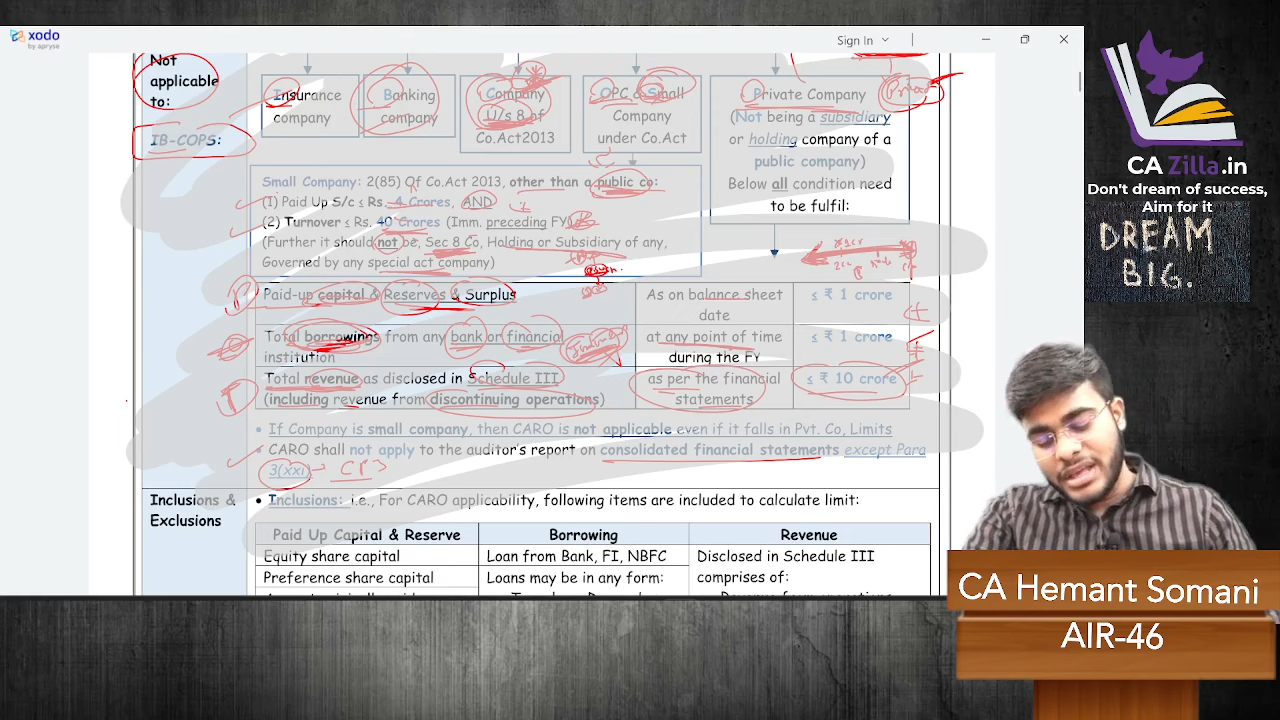 xodo
by apryse
Sign In
Not
applicable
to:
IB-COPS:
Insurance
company
Banking
company
Company
U/s 8 of
Co.Act2013
OPC & Small
Company
under Co.Act
Private Company
(Not being a subsidiary
or holding company of a
public company)
Below all condition need
to be fulfil:
Small Company: 2(85) Of Co.Act 2013, other than a public co:
(1) Paid Up S/c ≤ Rs. 4 Crores, AND
(2) Turnover ≤ Rs. 40 Crores (Imm. preceding FY)
(Further it should not be, Sec 8 Co, Holding or Subsidiary of any,
Governed by any special act company)
Paid-up capital & Reserves & Surplus
As on balance sheet
date
≤ ₹ 1 crore
Total borrowings from any bank or financial
institution
at any point of time
during the FY
≤ ₹ 1 crore
Total revenue as disclosed in Schedule III
(including revenue from discontinuing operations)
as per the financial
statements
≤ ₹ 10 crore
• If Company is small company, then CARO is not applicable even if it falls in Pvt. Co, Limits
• CARO shall not apply to the auditor's report on consolidated financial statements except Para
3(xxi)
Inclusions &
Exclusions
• Inclusions: i.e., For CARO applicability, following items are included to calculate limit:
Paid Up Capital & Reserve
Borrowing
Revenue
Equity share capital
Loan from Bank, FI, NBFC
Disclosed in Schedule III
Preference share capital
Loans may be in any form:
comprises of:
CA Zilla.in
Don't dream of success,
Aim for it
DREAM
BIG.
CA Hemant Somani
AIR-46